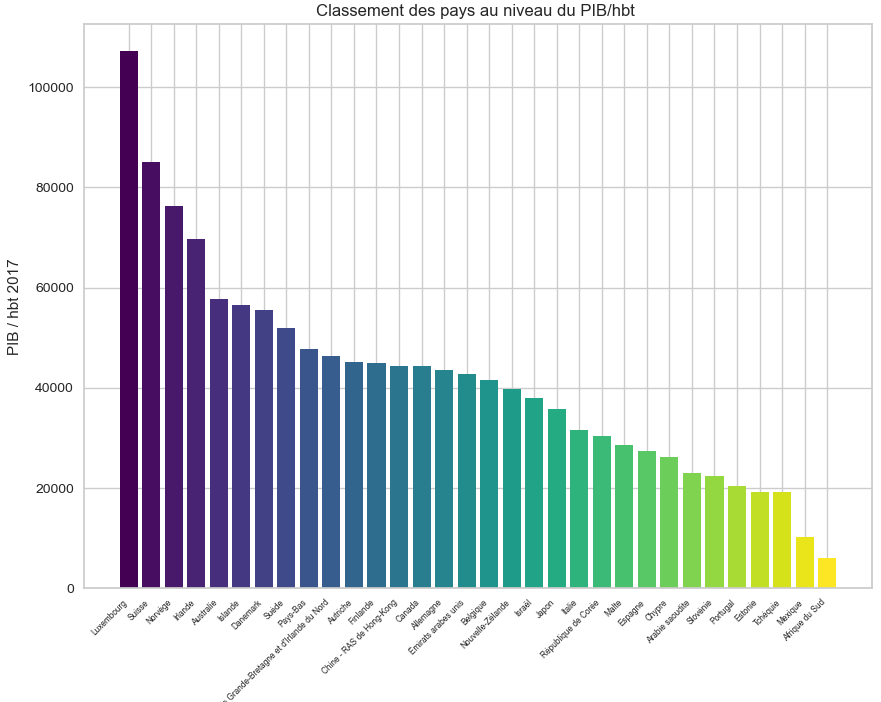 Classement des pays au niveau du PIB/hbt
PIB / hbt 2017
100000
80000
60000
40000
20000
0
Luxembourg
Suisse
Norvège
Irlande
Australie
Islande
Danemark
Suède
Pays-Bas
Grande-Bretagne et d'Irlande du Nord
Autriche
Finlande
Chine - RAS de Hong-Kong
Canada
Allemagne
Émirats arabes unis
Belgique
Nouvelle-Zélande
Israël
Japon
Italie
République de Corée
Malte
Espagne
Chypre
Arabie saoudite
Slovénie
Portugal
Estonie
Tchéquie
Mexique
Afrique du Sud